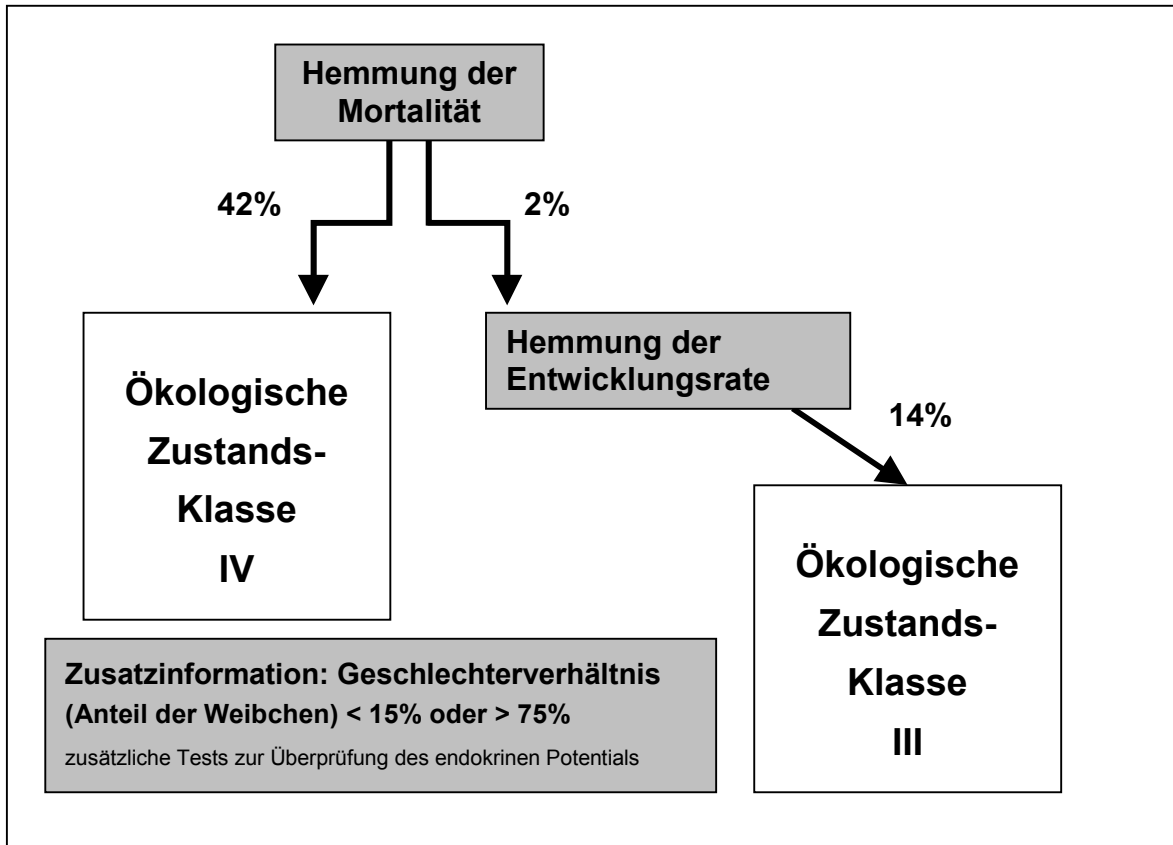 Hemmung der
Mortalität
42%
2%
Ökologische
Zustands-
Klasse
IV
Hemmung der
Entwicklungsrate
14%
Ökologische
Zustands-
Klasse
III
Zusatzinformation: Geschlechterverhältnis
(Anteil der Weibchen) < 15% oder > 75%
zusätzliche Tests zur Überprüfung des endokrinen Potentials